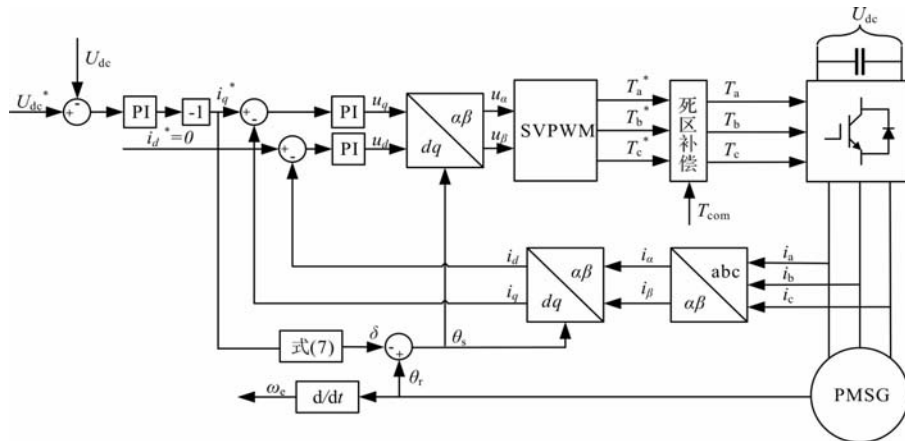 U_dc
U_dc
U_dc^*
-
+
PI
-1
i_q^*
+
-
PI
u_q
i_d^*=0
+
-
PI
u_d
αβ
dq
u_α
u_β
SVPWM
T_a^*
T_b^*
T_c^*
死区补偿
T_com
T_a
T_b
T_c
i_d
i_q
αβ
dq
i_α
i_β
abc
αβ
i_a
i_b
i_c
式(7)
δ
-
+
θ_s
θ_r
ω_e
d/dt
PMSG